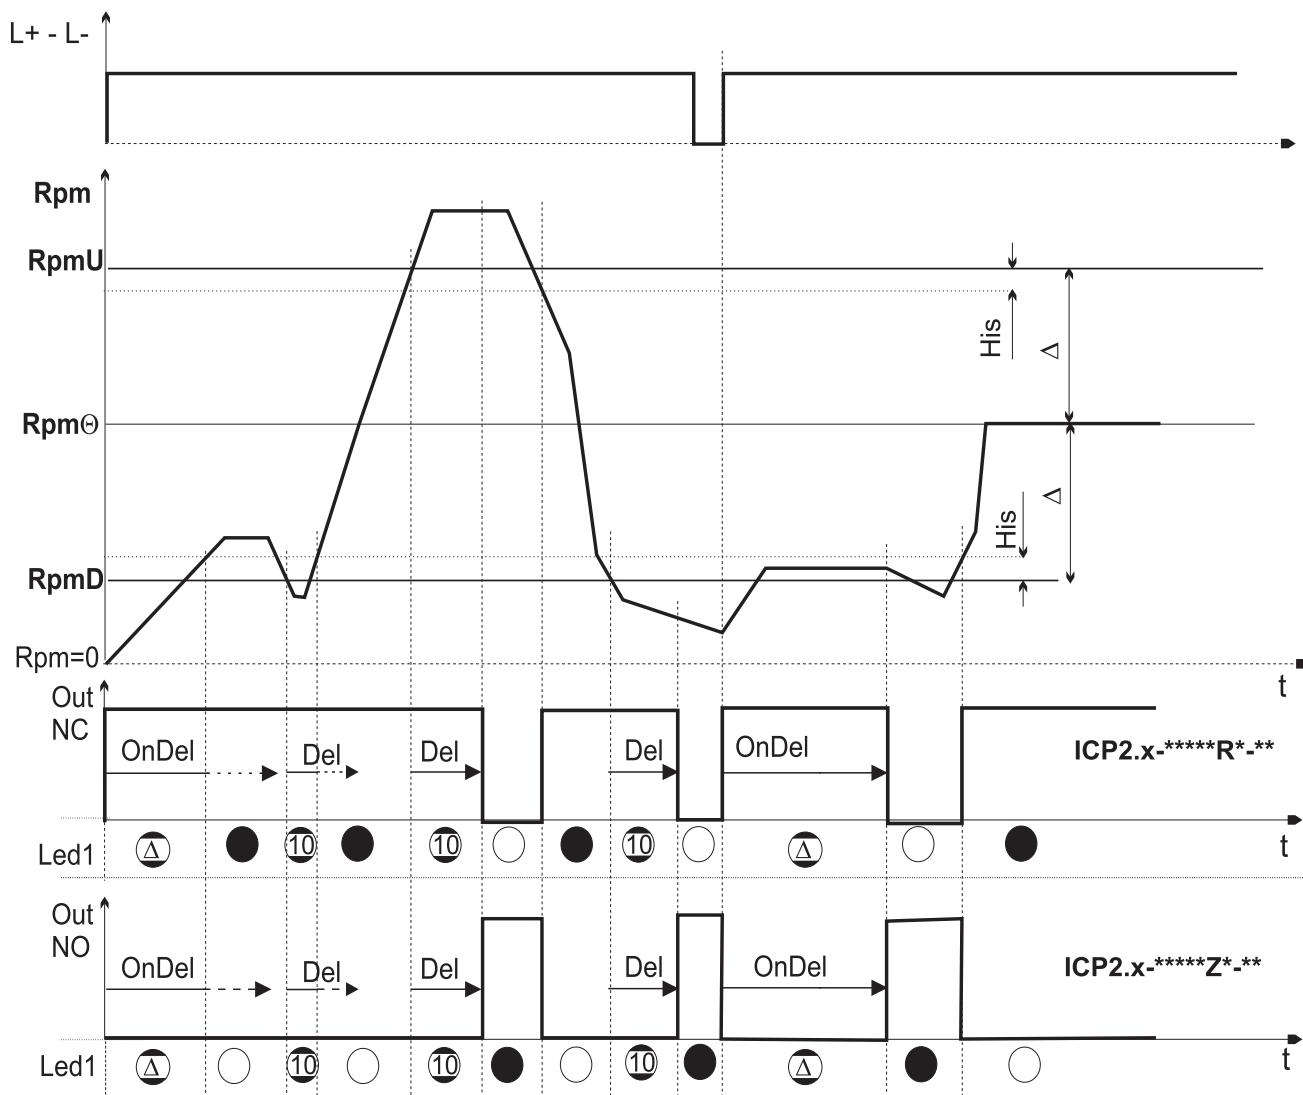 L+ - L-
Rpm
RpmU
His
Δ
RpmΘ
Δ
His
RpmD
Rpm=0
t
Out
NC
OnDel
Del
Del
Del
OnDel
ICP2.x-*****R*-**
Led1
Δ
10
10
10
Δ
t
Out
NO
OnDel
Del
Del
Del
OnDel
ICP2.x-*****Z*-**
Led1
Δ
10
10
10
Δ
t